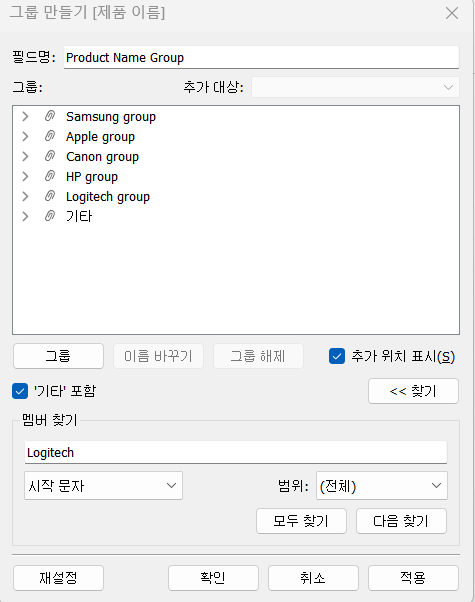 그룹 만들기 [제품 이름]
필드명: Product Name Group
그룹: 추가 대상:
Samsung group
Apple group
Canon group
HP group
Logitech group
기타
그룹 이름 바꾸기 그룹 해제 추가 위치 표시(S)
'기타' 포함 << 찾기
멤버 찾기
Logitech
시작 문자 범위: (전체)
모두 찾기 다음 찾기
재설정 확인 취소 적용